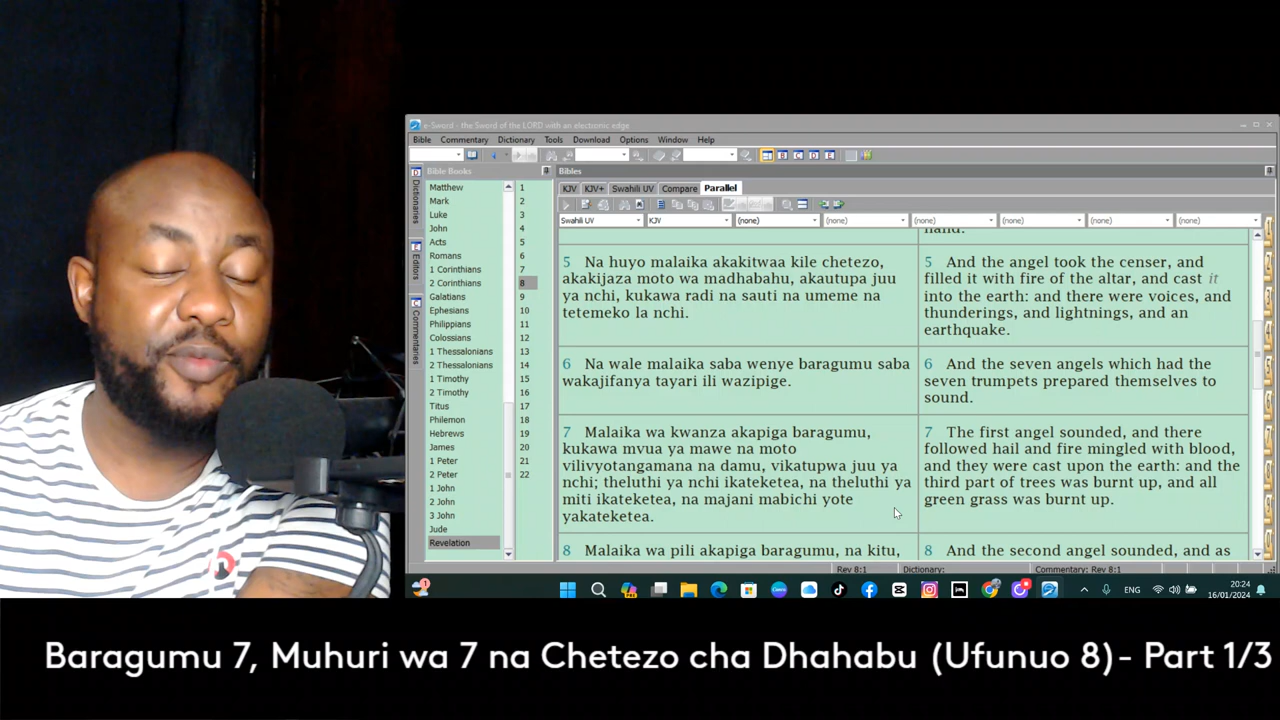 e-Sword - the Sword of the LORD with an electronic edge
Bible Commentary Dictionary Tools Download Options Window Help
Bible Books
Bibles
KJV KJV+ Swahili UV Compare Parallel
Swahili UV KJV (none) (none) (none) (none) (none) (none)
Dictionaries
Editors
Commentaries
Matthew
Mark
Luke
John
Acts
Romans
1 Corinthians
2 Corinthians
Galatians
Ephesians
Philippians
Colossians
1 Thessalonians
2 Thessalonians
1 Timothy
2 Timothy
Titus
Philemon
Hebrews
James
1 Peter
2 Peter
1 John
2 John
3 John
Jude
Revelation
1
2
3
4
5
6
7
8
9
10
11
12
13
14
15
16
17
18
19
20
21
22
5 Na huyo malaika akakitwaa kile chetezo,
akakijaza moto wa madhabahu, akautupa juu
ya nchi, kukawa radi na sauti na umeme na
tetemeko la nchi.
6 Na wale malaika saba wenye baragumu saba
wakajifanya tayari ili wazipige.
7 Malaika wa kwanza akapiga baragumu,
kukawa mvua ya mawe na moto
vilivyotangamana na damu, vikatupwa juu ya
nchi; theluthi ya nchi ikateketea, na theluthi ya
miti ikateketea, na majani mabichi yote
yakateketea.
8 Malaika wa pili akapiga baragumu, na kitu,
hand.
5 And the angel took the censer, and
filled it with fire of the altar, and cast it
into the earth: and there were voices, and
thunderings, and lightnings, and an
earthquake.
6 And the seven angels which had the
seven trumpets prepared themselves to
sound.
7 The first angel sounded, and there
followed hail and fire mingled with blood,
and they were cast upon the earth: and the
third part of trees was burnt up, and all
green grass was burnt up.
8 And the second angel sounded, and as
Rev 8:1 Dictionary: Commentary: Rev 8:1
1
ENG
20:24
16/01/2024
Baragumu 7, Muhuri wa 7 na Chetezo cha Dhahabu (Ufunuo 8)- Part 1/3